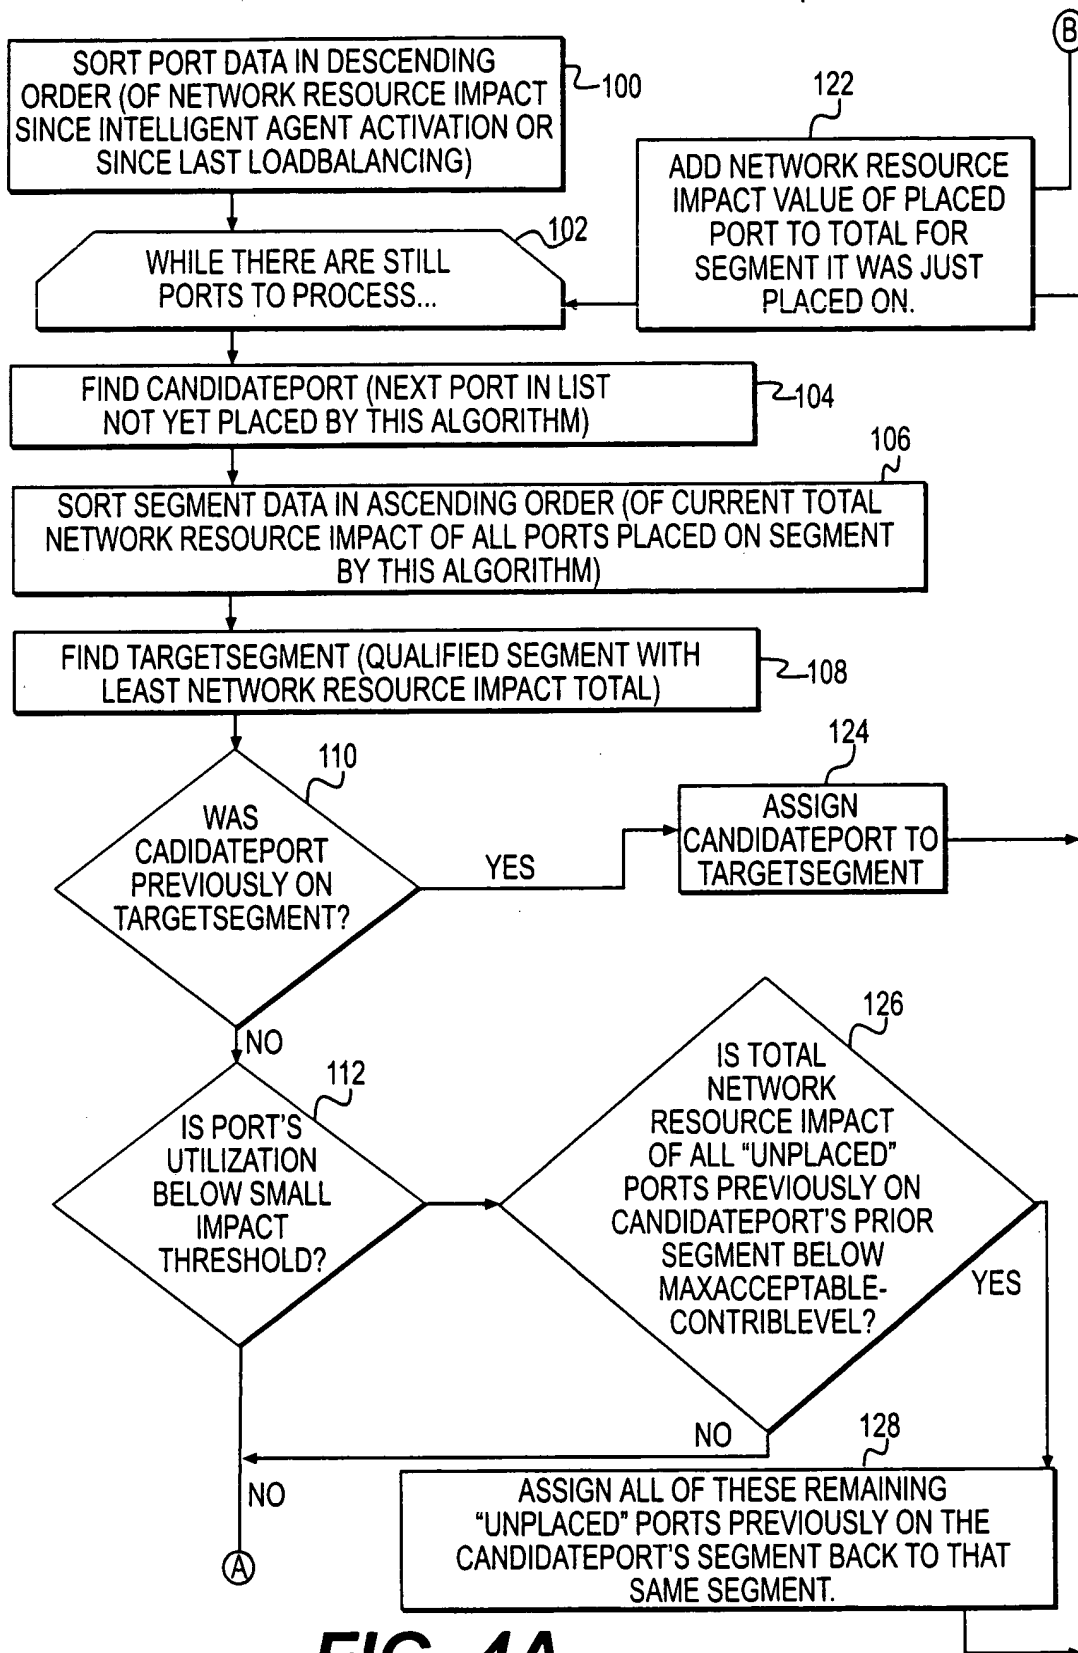 B
SORT PORT DATA IN DESCENDING
ORDER (OF NETWORK RESOURCE IMPACT
SINCE INTELLIGENT AGENT ACTIVATION OR
SINCE LAST LOADBALANCING)
100
122
ADD NETWORK RESOURCE
IMPACT VALUE OF PLACED
PORT TO TOTAL FOR
SEGMENT IT WAS JUST
PLACED ON.
102
WHILE THERE ARE STILL
PORTS TO PROCESS...
FIND CANDIDATEPORT (NEXT PORT IN LIST
NOT YET PLACED BY THIS ALGORITHM)
104
106
SORT SEGMENT DATA IN ASCENDING ORDER (OF CURRENT TOTAL
NETWORK RESOURCE IMPACT OF ALL PORTS PLACED ON SEGMENT
BY THIS ALGORITHM)
FIND TARGETSEGMENT (QUALIFIED SEGMENT WITH
LEAST NETWORK RESOURCE IMPACT TOTAL)
108
110
WAS
CADIDATEPORT
PREVIOUSLY ON
TARGETSEGMENT?
YES
124
ASSIGN
CANDIDATEPORT TO
TARGETSEGMENT
NO
112
IS PORT'S
UTILIZATION
BELOW SMALL
IMPACT
THRESHOLD?
126
IS TOTAL
NETWORK
RESOURCE IMPACT
OF ALL "UNPLACED"
PORTS PREVIOUSLY ON
CANDIDATEPORT'S PRIOR
SEGMENT BELOW
MAXACCEPTABLE-
CONTRIBLEVEL?
YES
NO
NO
128
ASSIGN ALL OF THESE REMAINING
"UNPLACED" PORTS PREVIOUSLY ON THE
CANDIDATEPORT'S SEGMENT BACK TO THAT
SAME SEGMENT.
A
FIG. 4A